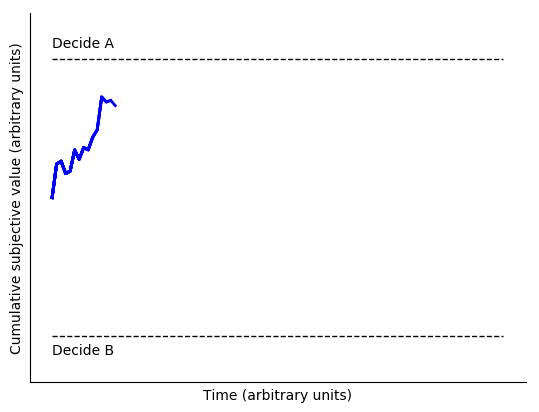 Decide A
Cumulative subjective value (arbitrary units)
Decide B
Time (arbitrary units)